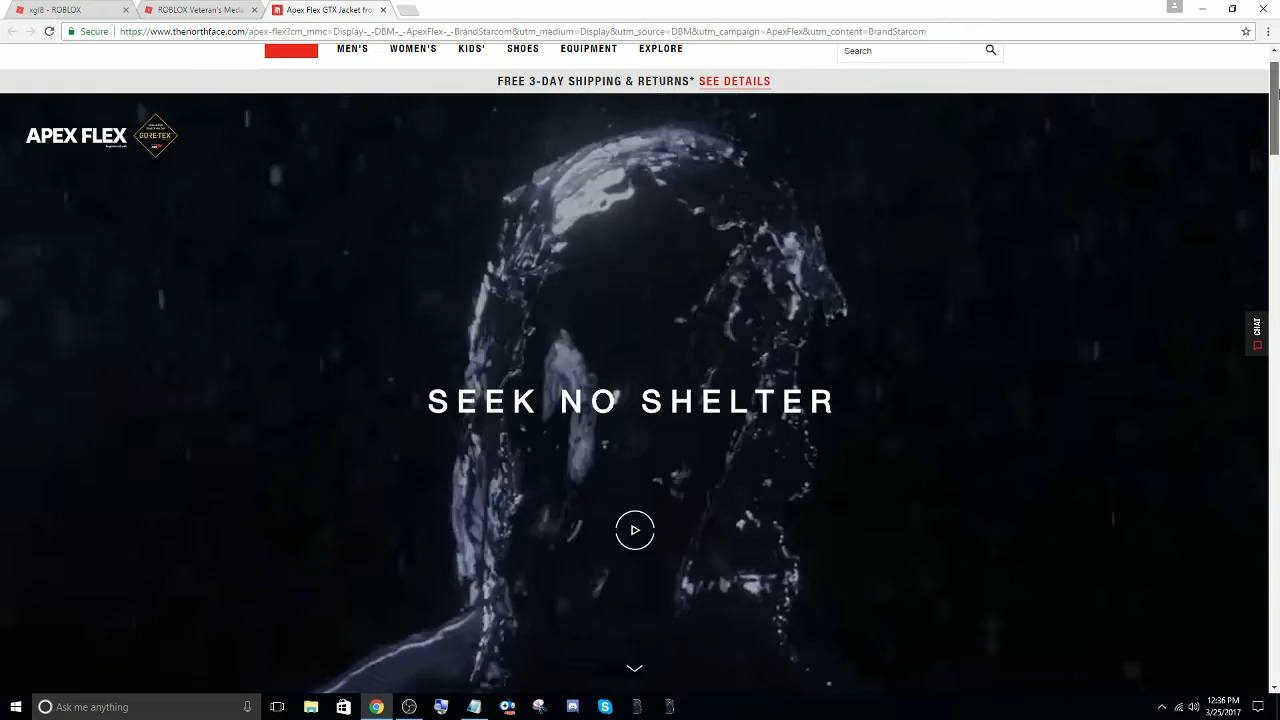 xgl8 - ROBLOX
ROBLOX Veteran's Meda
Apex Flex GTX Jacket fro
Secure
https://www.thenorthface.com/apex-flex?cm_mmc=Display-_-DBM-_-ApexFlex-_-BrandStarcom&utm_medium=Display&utm_source=DBM&utm_campaign=ApexFlex&utm_content=BrandStarcom
MEN'S WOMEN'S KIDS' SHOES EQUIPMENT EXPLORE
Search
FREE 3-DAY SHIPPING & RETURNS* SEE DETAILS
APEX FLEX
GORE-TEX
CHAT
SEEK NO SHELTER
Ask me anything
12:36 PM
3/25/2017